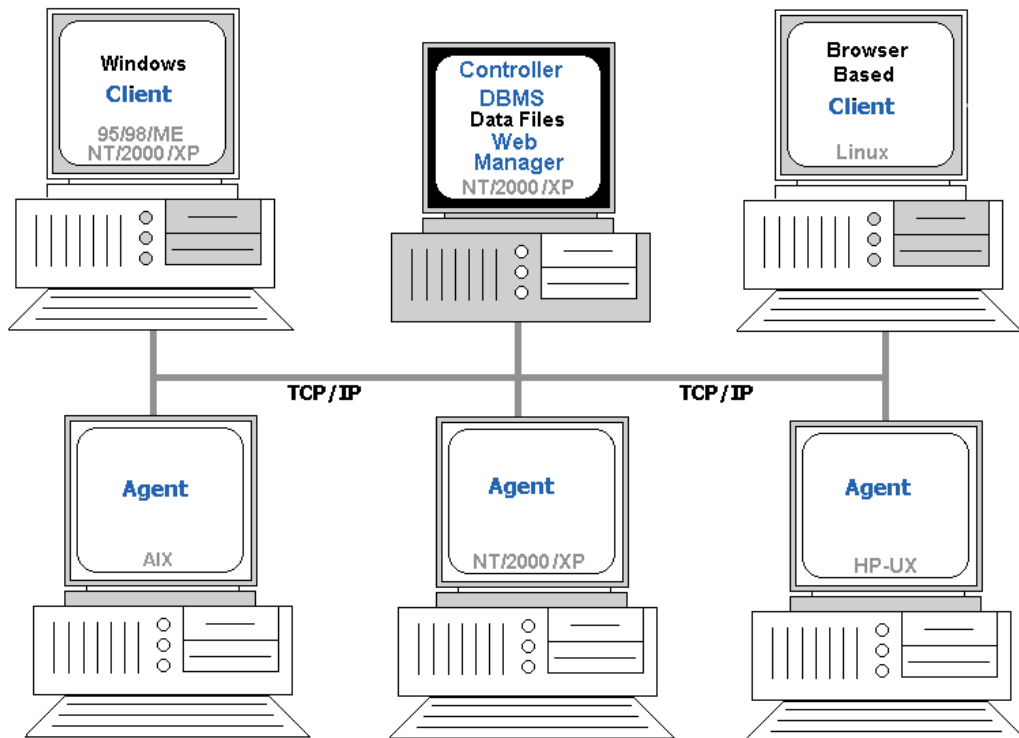 Windows
Client
95/98/ME
NT/2000/XP
Controller
DBMS
Data Files
Web
Manager
NT/2000/XP
Browser
Based
Client
Linux
TCP/IP
TCP/IP
Agent
AIX
Agent
NT/2000/XP
Agent
HP-UX